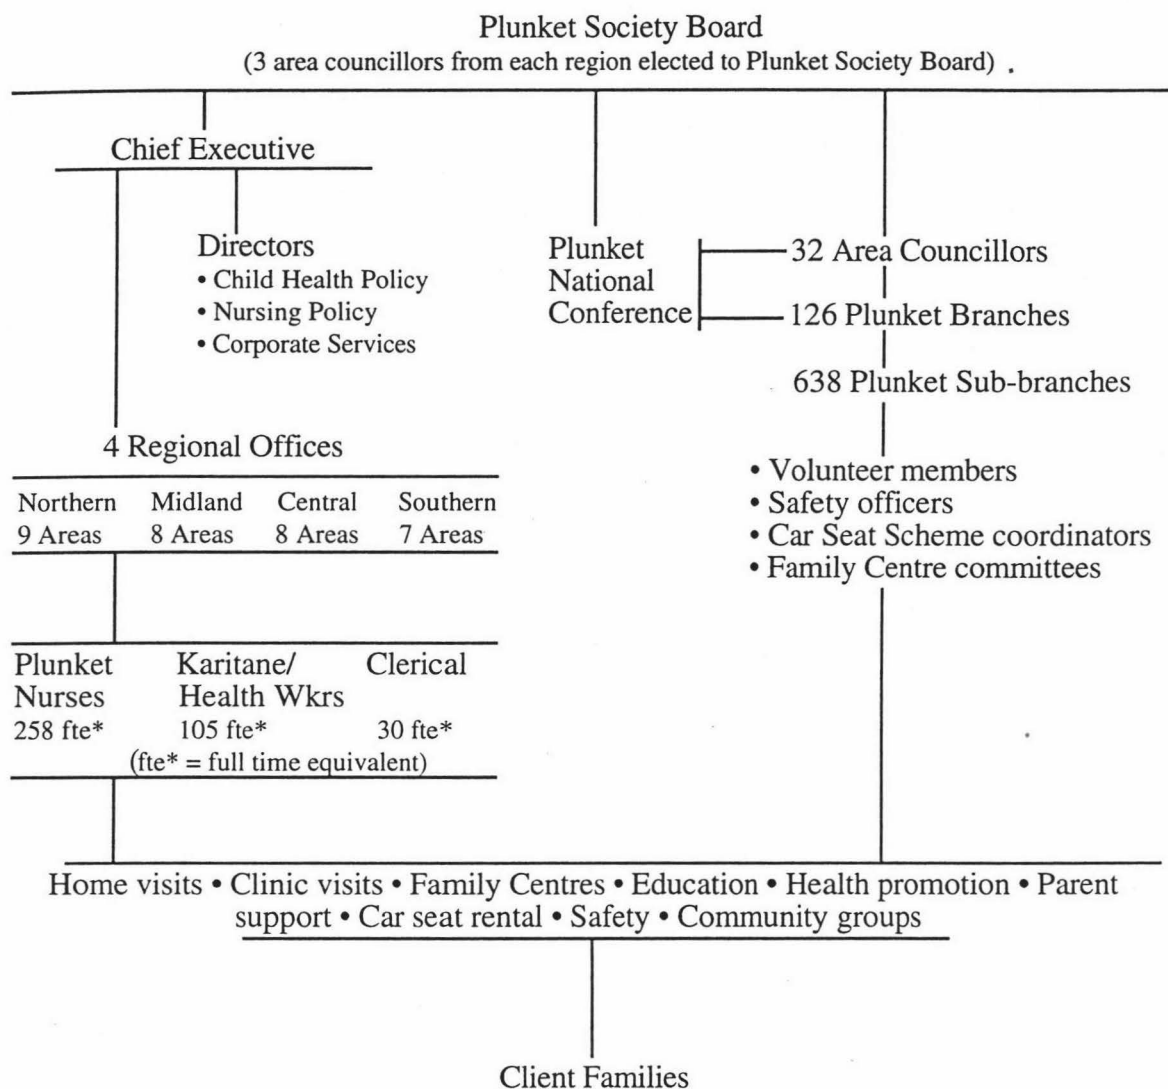 Plunket Society Board
(3 area councillors from each region elected to Plunket Society Board) .
Chief Executive
Directors
• Child Health Policy
• Nursing Policy
• Corporate Services
Plunket
National
Conference
32 Area Councillors
126 Plunket Branches
638 Plunket Sub-branches
4 Regional Offices
Northern Midland Central Southern
9 Areas 8 Areas 8 Areas 7 Areas
• Volunteer members
• Safety officers
• Car Seat Scheme coordinators
• Family Centre committees
Plunket Karitane/ Clerical
Nurses Health Wkrs
258 fte* 105 fte* 30 fte*
(fte* = full time equivalent)
Home visits • Clinic visits • Family Centres • Education • Health promotion • Parent
support • Car seat rental • Safety • Community groups
Client Families